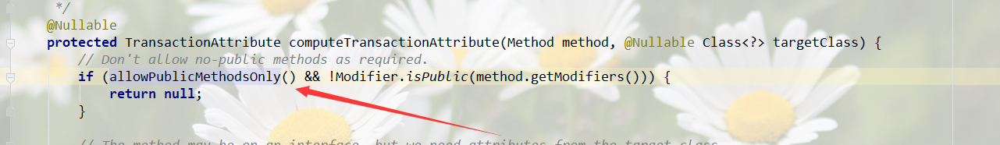 */
@Nullable
protected TransactionAttribute computeTransactionAttribute(Method method, @Nullable Class<?> targetClass) {
// Don't allow no-public methods as required.
if (allowPublicMethodsOnly() && !Modifier.isPublic(method.getModifiers())) {
return null;
}
// The method may be on an interface, but we need attributes from the target class.